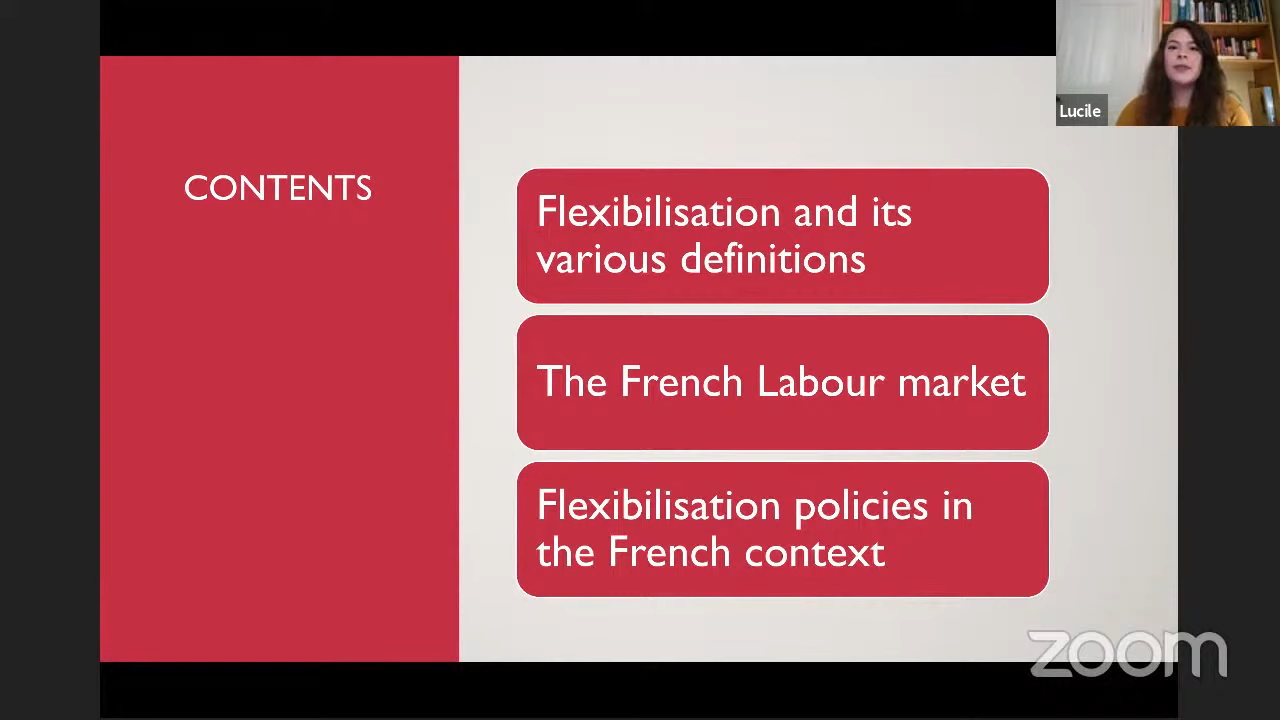 Lucile
CONTENTS
Flexibilisation and its
various definitions
The French Labour market
Flexibilisation policies in
the French context
zoom